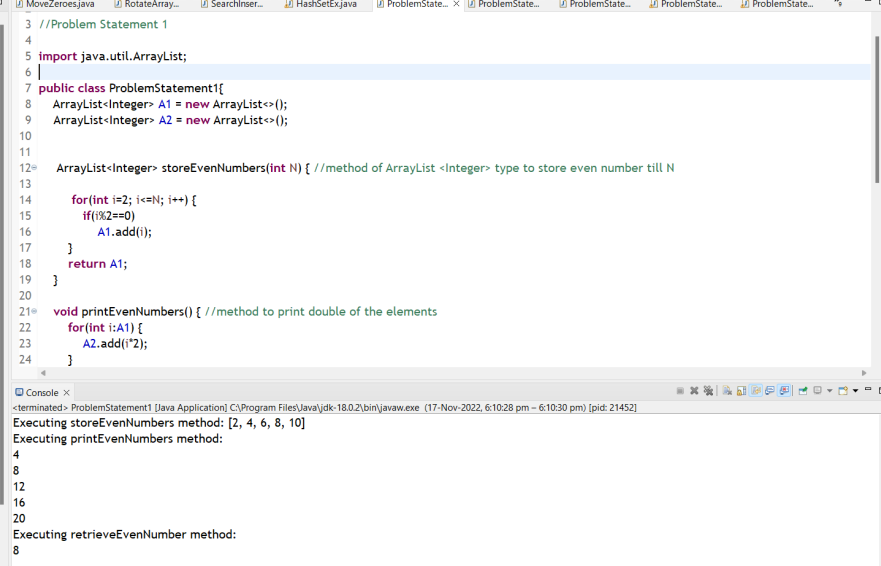 MoveZeroes.java RotateArray... SearchInser... HashSetEx.java ProblemState... ProblemState... ProblemState... ProblemState... ProblemState...
3 //Problem Statement 1
4
5 import java.util.ArrayList;
6
7 public class ProblemStatement1{
8 ArrayList<Integer> A1 = new ArrayList<>();
9 ArrayList<Integer> A2 = new ArrayList<>();
10
11
12 ArrayList<Integer> storeEvenNumbers(int N) { //method of ArrayList <Integer> type to store even number till N
13
14 for(int i=2; i<=N; i++) {
15 if(i%2==0)
16 A1.add(i);
17 }
18 return A1;
19 }
20
21 void printEvenNumbers() { //method to print double of the elements
22 for(int i:A1) {
23 A2.add(i*2);
24 }
Console
<terminated> ProblemStatement1 [Java Application] C:\Program Files\Java\jdk-18.0.2\bin\javaw.exe (17-Nov-2022, 6:10:28 pm – 6:10:30 pm) [pid: 21452]
Executing storeEvenNumbers method: [2, 4, 6, 8, 10]
Executing printEvenNumbers method:
4
8
12
16
20
Executing retrieveEvenNumber method:
8